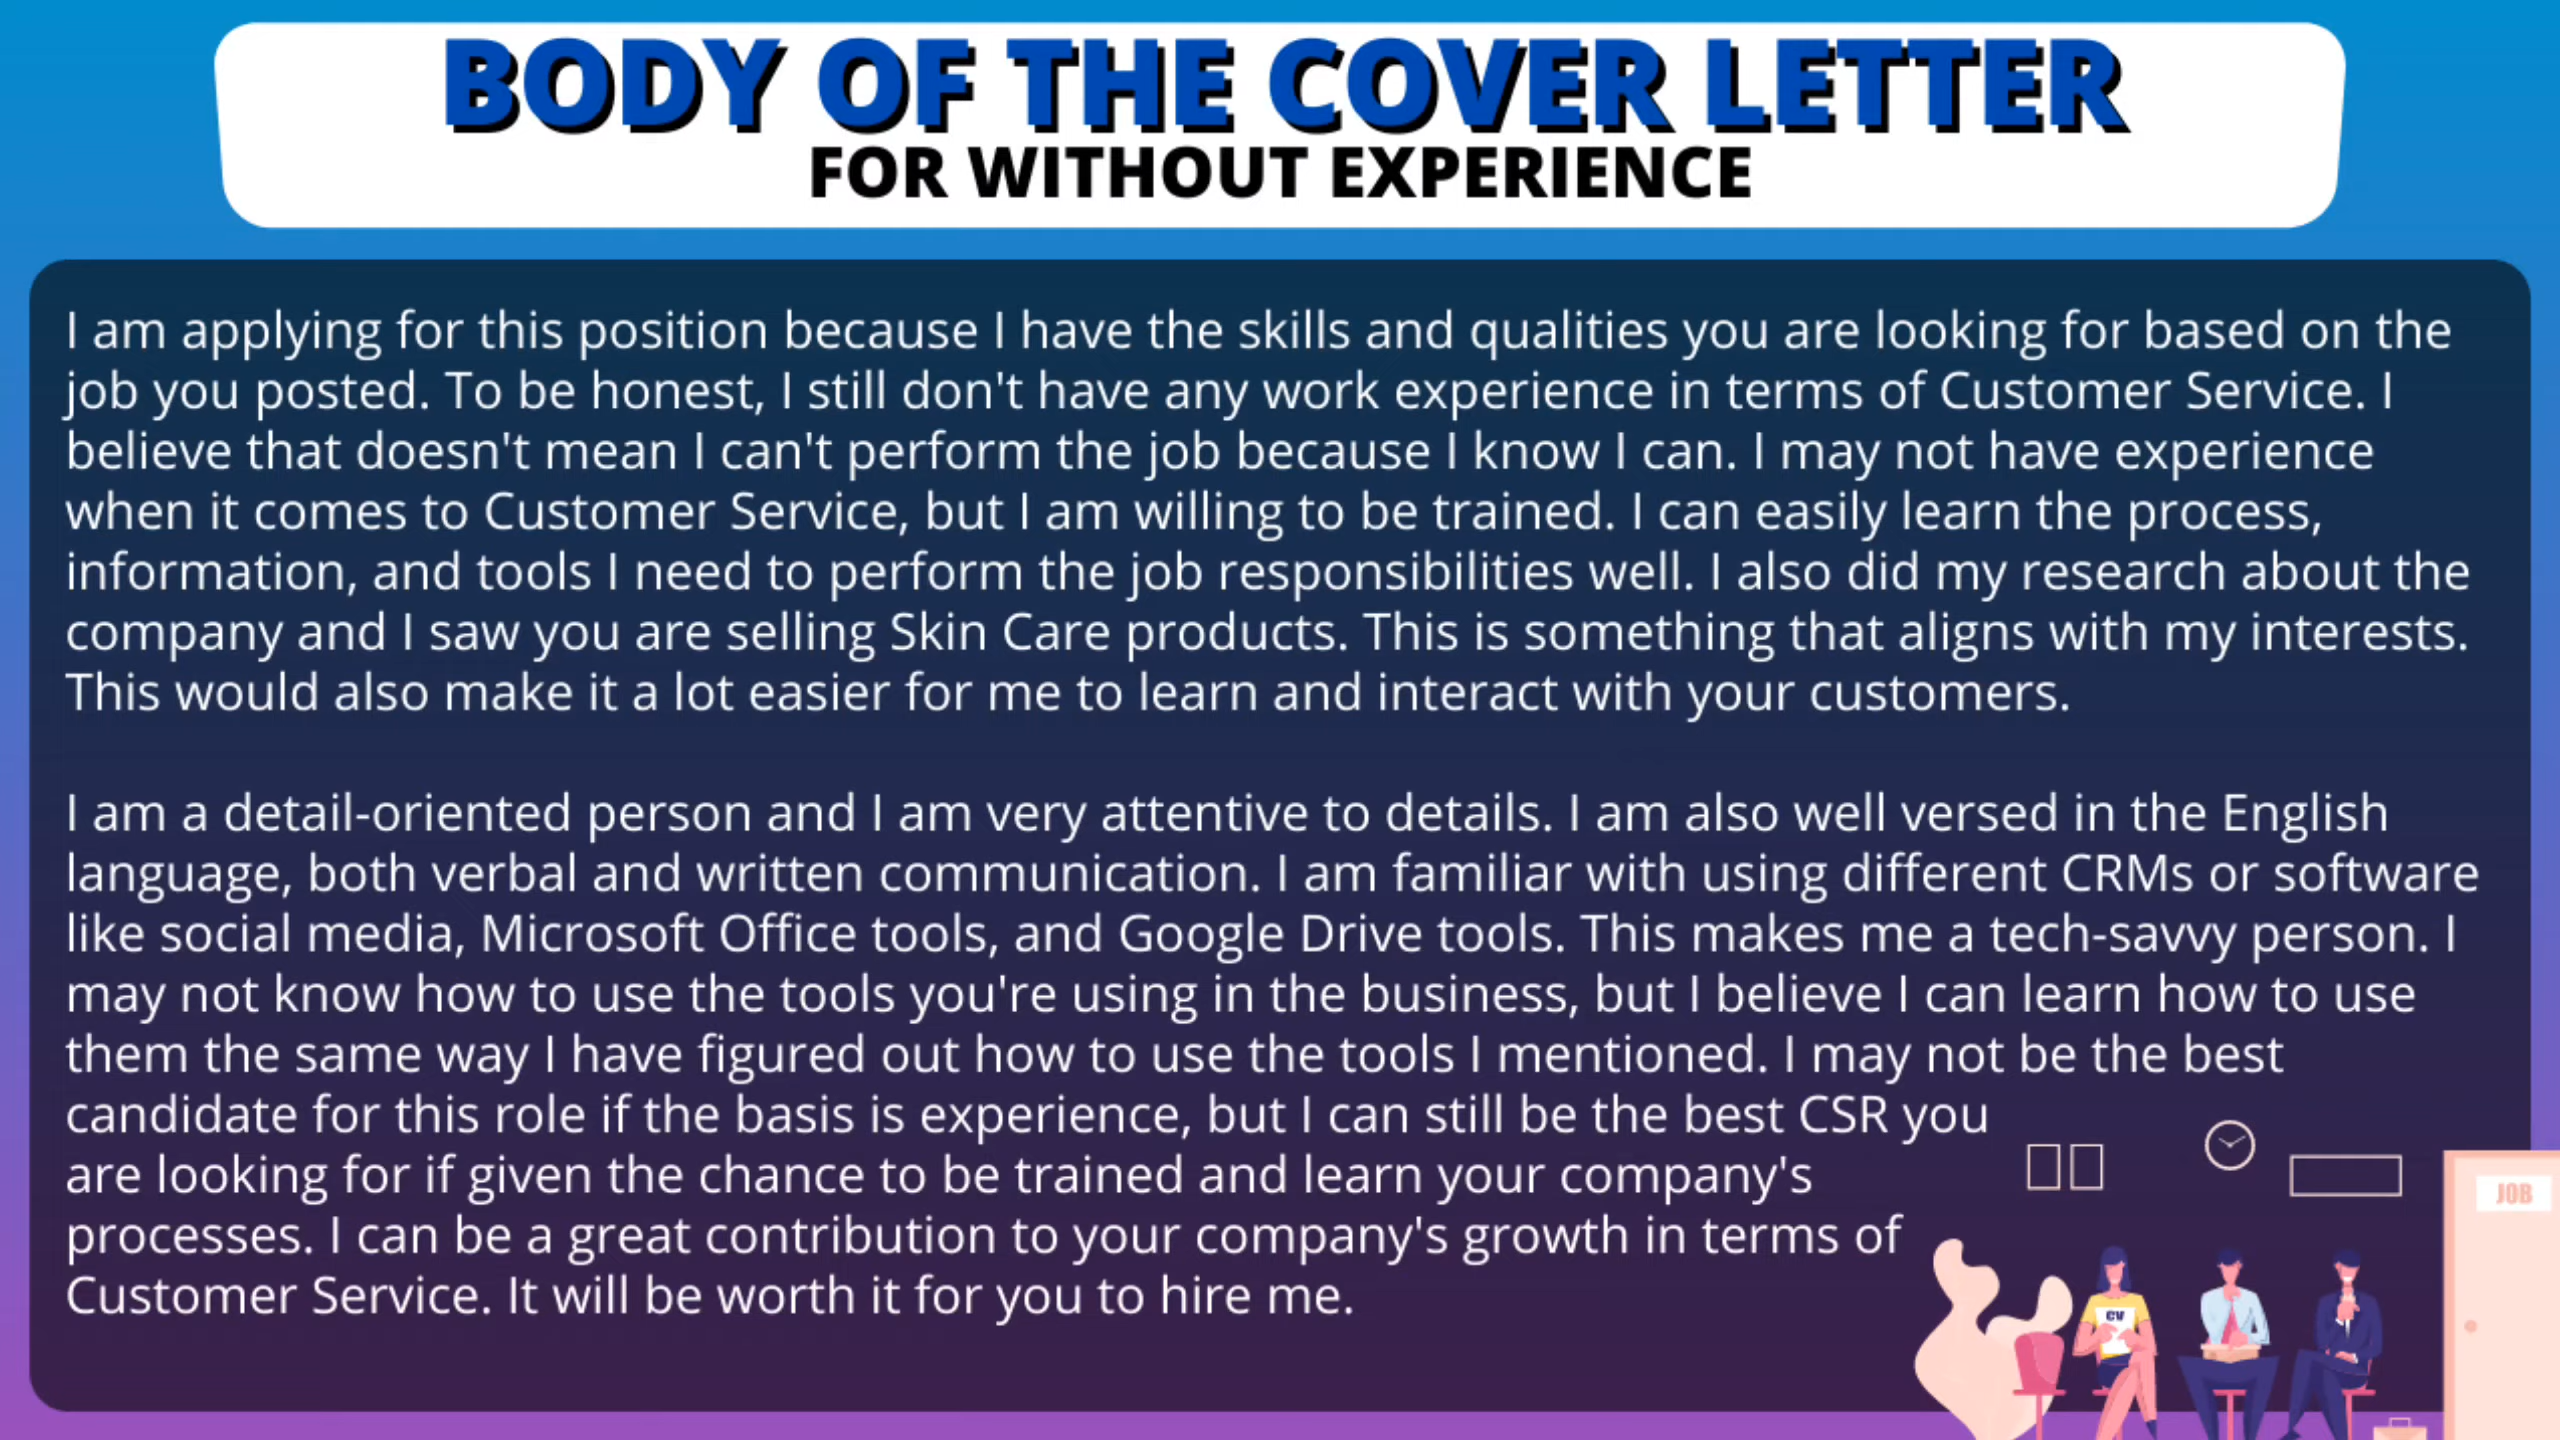 BODY OF THE COVER LETTER
FOR WITHOUT EXPERIENCE
I am applying for this position because I have the skills and qualities you are looking for based on the
job you posted. To be honest, I still don't have any work experience in terms of Customer Service. I
believe that doesn't mean I can't perform the job because I know I can. I may not have experience
when it comes to Customer Service, but I am willing to be trained. I can easily learn the process,
information, and tools I need to perform the job responsibilities well. I also did my research about the
company and I saw you are selling Skin Care products. This is something that aligns with my interests.
This would also make it a lot easier for me to learn and interact with your customers.
I am a detail-oriented person and I am very attentive to details. I am also well versed in the English
language, both verbal and written communication. I am familiar with using different CRMs or software
like social media, Microsoft Office tools, and Google Drive tools. This makes me a tech-savvy person. I
may not know how to use the tools you're using in the business, but I believe I can learn how to use
them the same way I have figured out how to use the tools I mentioned. I may not be the best
candidate for this role if the basis is experience, but I can still be the best CSR you
are looking for if given the chance to be trained and learn your company's
processes. I can be a great contribution to your company's growth in terms of
Customer Service. It will be worth it for you to hire me.
JOB
CV